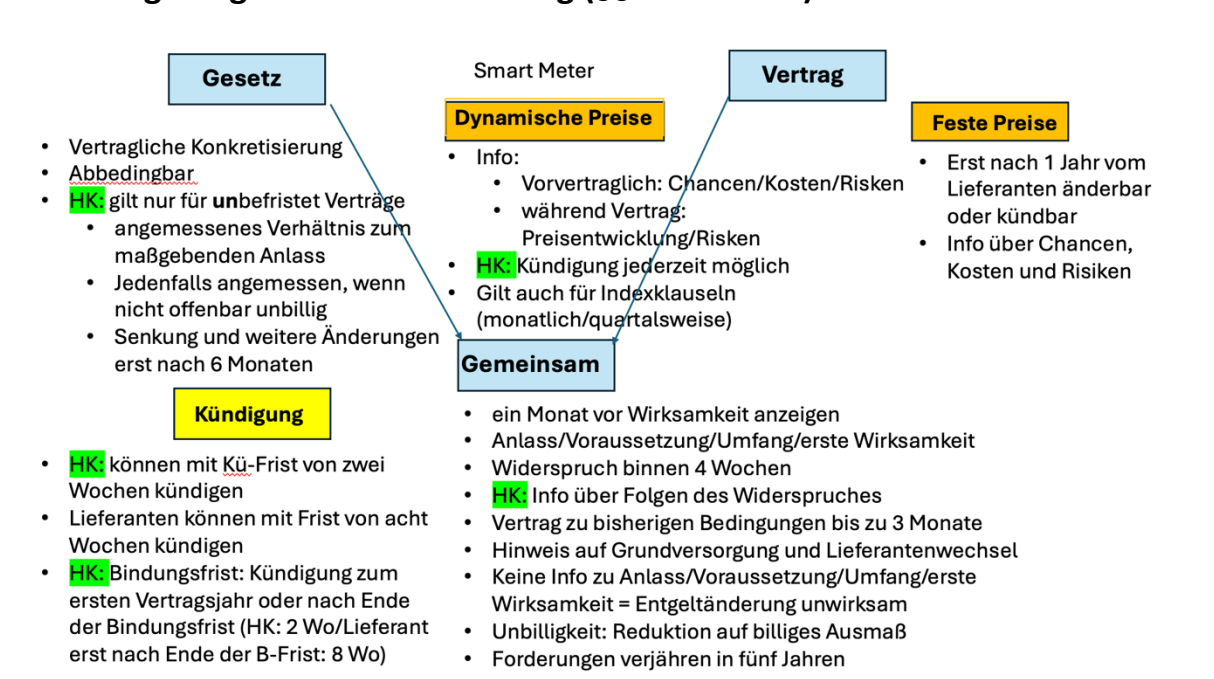 Gesetz
• Vertragliche Konkretisierung
• Abbedingbar
• HK: gilt nur für unbefristet Verträge
• angemessenes Verhältnis zum
maßgebenden Anlass
• Jedenfalls angemessen, wenn
nicht offenbar unbillig
• Senkung und weitere Änderungen
erst nach 6 Monaten
Kündigung
• HK: können mit Kü-Frist von zwei
Wochen kündigen
• Lieferanten können mit Frist von acht
Wochen kündigen
• HK: Bindungsfrist: Kündigung zum
ersten Vertragsjahr oder nach Ende
der Bindungsfrist (HK: 2 Wo/Lieferant
erst nach Ende der B-Frist: 8 Wo)
Smart Meter
Dynamische Preise
• Info:
• Vorvertraglich: Chancen/Kosten/Risken
• während Vertrag:
Preisentwicklung/Risken
• HK: Kündigung jederzeit möglich
• Gilt auch für Indexklauseln
(monatlich/quartalsweise)
Vertrag
Feste Preise
• Erst nach 1 Jahr vom
Lieferanten änderbar
oder kündbar
• Info über Chancen,
Kosten und Risiken
Gemeinsam
• ein Monat vor Wirksamkeit anzeigen
• Anlass/Voraussetzung/Umfang/erste Wirksamkeit
• Widerspruch binnen 4 Wochen
• HK: Info über Folgen des Widerspruches
• Vertrag zu bisherigen Bedingungen bis zu 3 Monate
• Hinweis auf Grundversorgung und Lieferantenwechsel
• Keine Info zu Anlass/Voraussetzung/Umfang/erste
Wirksamkeit = Entgeltänderung unwirksam
• Unbilligkeit: Reduktion auf billiges Ausmaß
• Forderungen verjähren in fünf Jahren